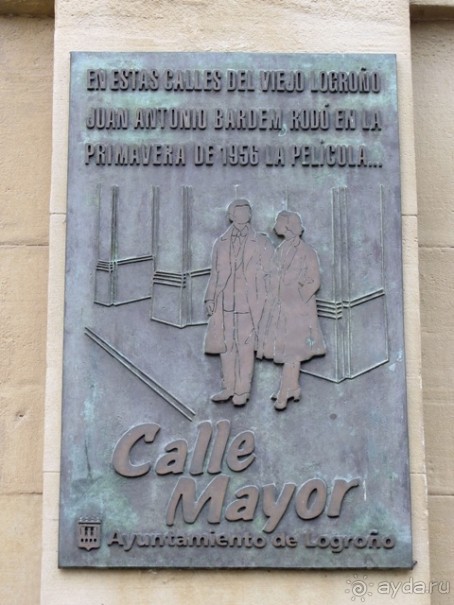 EN ESTAS CALLES DEL VIEJO LOGROÑO
JUAN ANTONIO BARDEM, RODÓ EN LA
PRIMAVERA DE 1956 LA PELÍCULA...
Calle
Mayor
Ayuntamiento de Logroño
ayda.ru